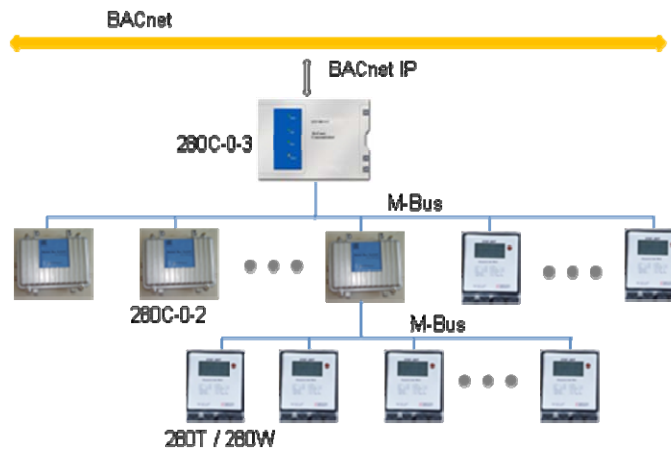 BACnet
BACnet IP
280C-0-3
M-Bus
280C-0-2
M-Bus
280T / 280W